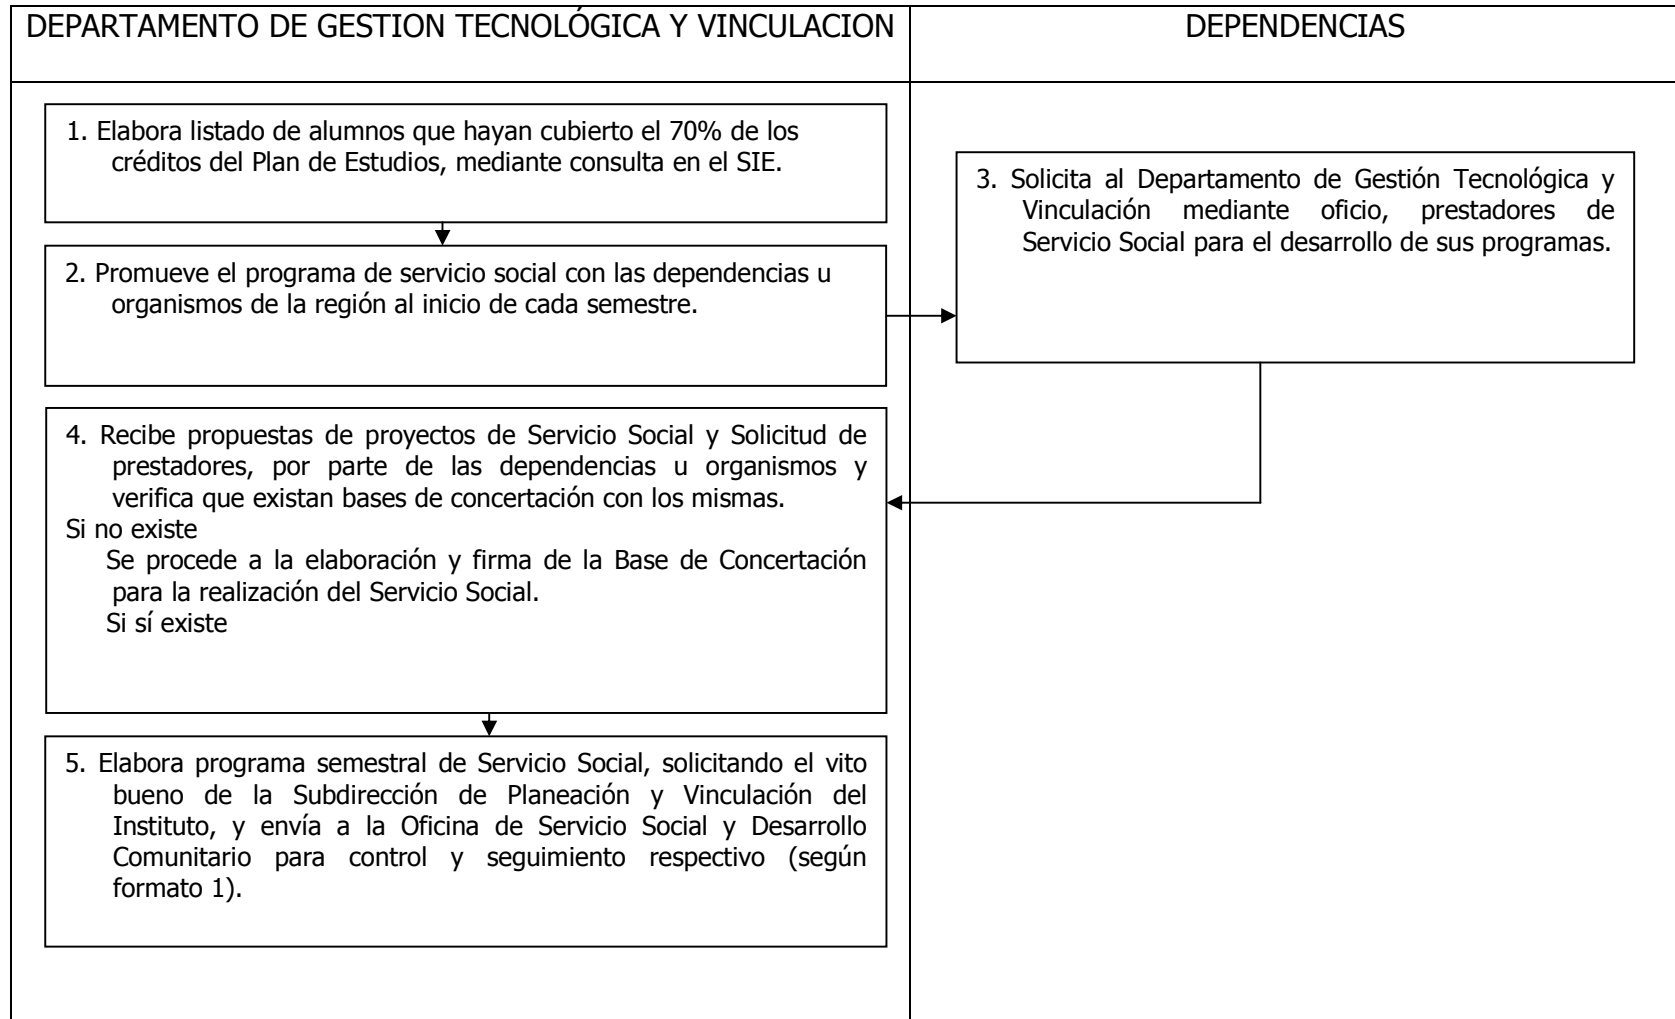 DEPARTAMENTO DE GESTION TECNOLÓGICA Y VINCULACION
DEPENDENCIAS
1. Elabora listado de alumnos que hayan cubierto el 70% de los
créditos del Plan de Estudios, mediante consulta en el SIE.
2. Promueve el programa de servicio social con las dependencias u
organismos de la región al inicio de cada semestre.
3. Solicita al Departamento de Gestión Tecnológica y
Vinculación mediante oficio, prestadores de
Servicio Social para el desarrollo de sus programas.
4. Recibe propuestas de proyectos de Servicio Social y Solicitud de
prestadores, por parte de las dependencias u organismos y
verifica que existan bases de concertación con los mismas.
Si no existe
Se procede a la elaboración y firma de la Base de Concertación
para la realización del Servicio Social.
Si sí existe
5. Elabora programa semestral de Servicio Social, solicitando el vito
bueno de la Subdirección de Planeación y Vinculación del
Instituto, y envía a la Oficina de Servicio Social y Desarrollo
Comunitario para control y seguimiento respectivo (según
formato 1).